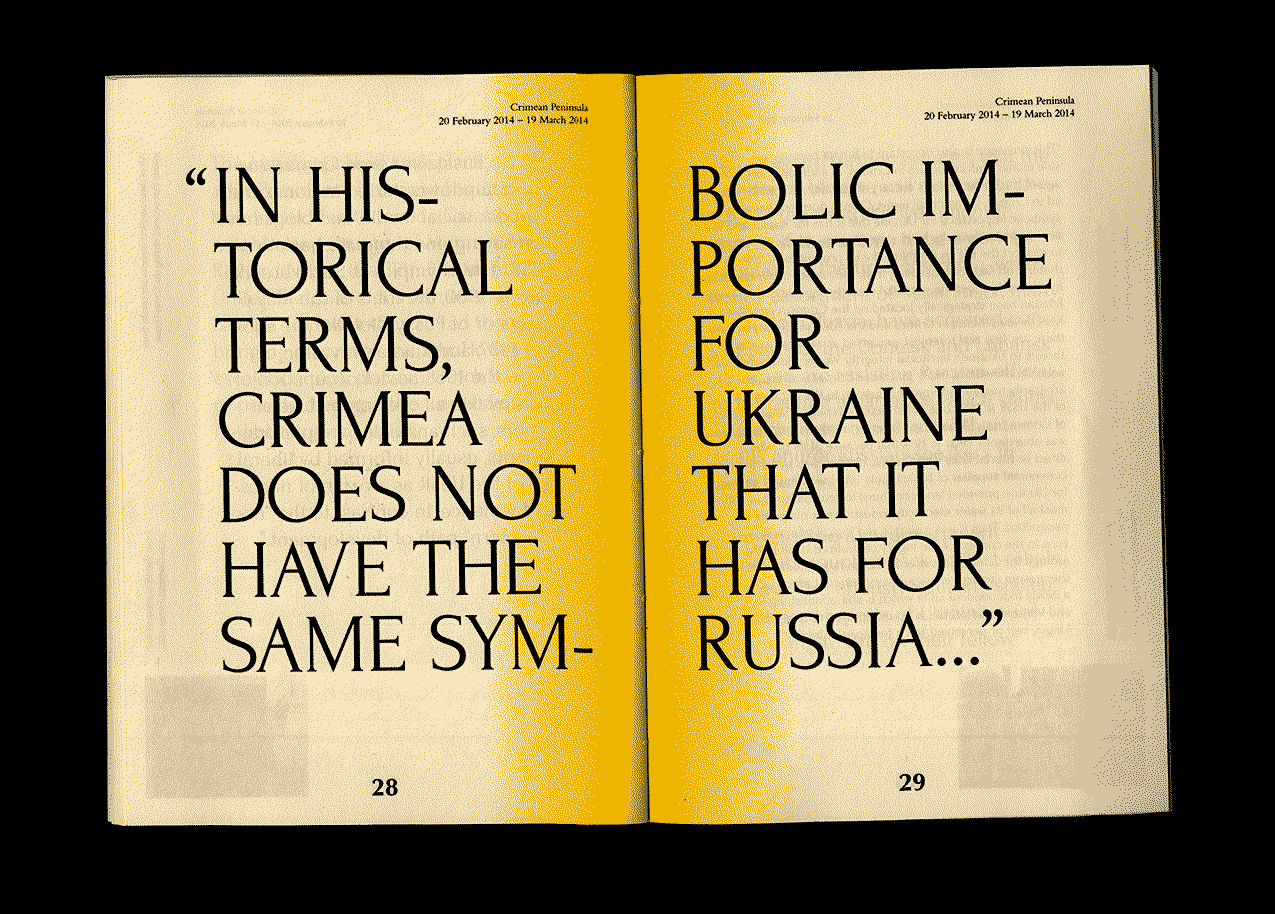 Crimean Peninsula
20 February 2014 – 19 March 2014
“IN HIS-
TORICAL
TERMS,
CRIMEA
DOES NOT
HAVE THE
SAME SYM-
28
Crimean Peninsula
20 February 2014 – 19 March 2014
BOLIC IM-
PORTANCE
FOR
UKRAINE
THAT IT
HAS FOR
RUSSIA...”
29